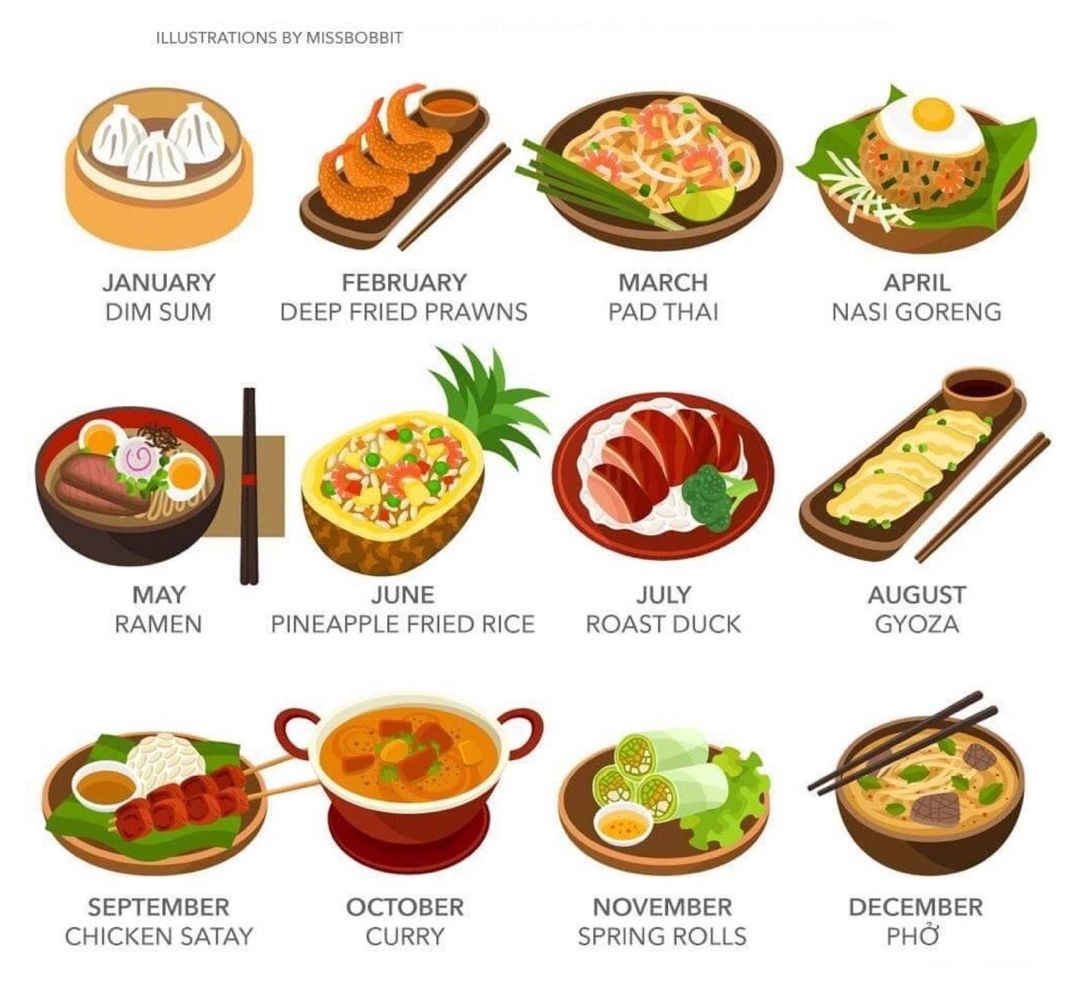 ILLUSTRATIONS BY MISSBOBBIT
JANUARY
DIM SUM
FEBRUARY
DEEP FRIED PRAWNS
MARCH
PAD THAI
APRIL
NASI GORENG
MAY
RAMEN
JUNE
PINEAPPLE FRIED RICE
JULY
ROAST DUCK
AUGUST
GYOZA
SEPTEMBER
CHICKEN SATAY
OCTOBER
CURRY
NOVEMBER
SPRING ROLLS
DECEMBER
PHỞ